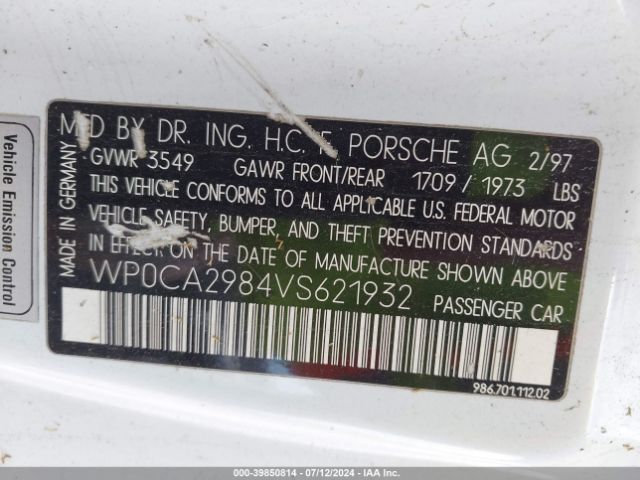 MFD BY DR. ING. H.C. F. PORSCHE AG 2/97
GVWR 3549 GAWR FRONT/REAR 1709 / 1973 LBS
THIS VEHICLE CONFORMS TO ALL APPLICABLE U.S. FEDERAL MOTOR
VEHICLE SAFETY, BUMPER, AND THEFT PREVENTION STANDARDS
IN EFFECT ON THE DATE OF MANUFACTURE SHOWN ABOVE
WP0CA2984VS621932 PASSENGER CAR
986.701.112.02
MADE IN GERMANY
Vehicle Emission Control
000-39850814 - 07/12/2024 - IAA Inc.